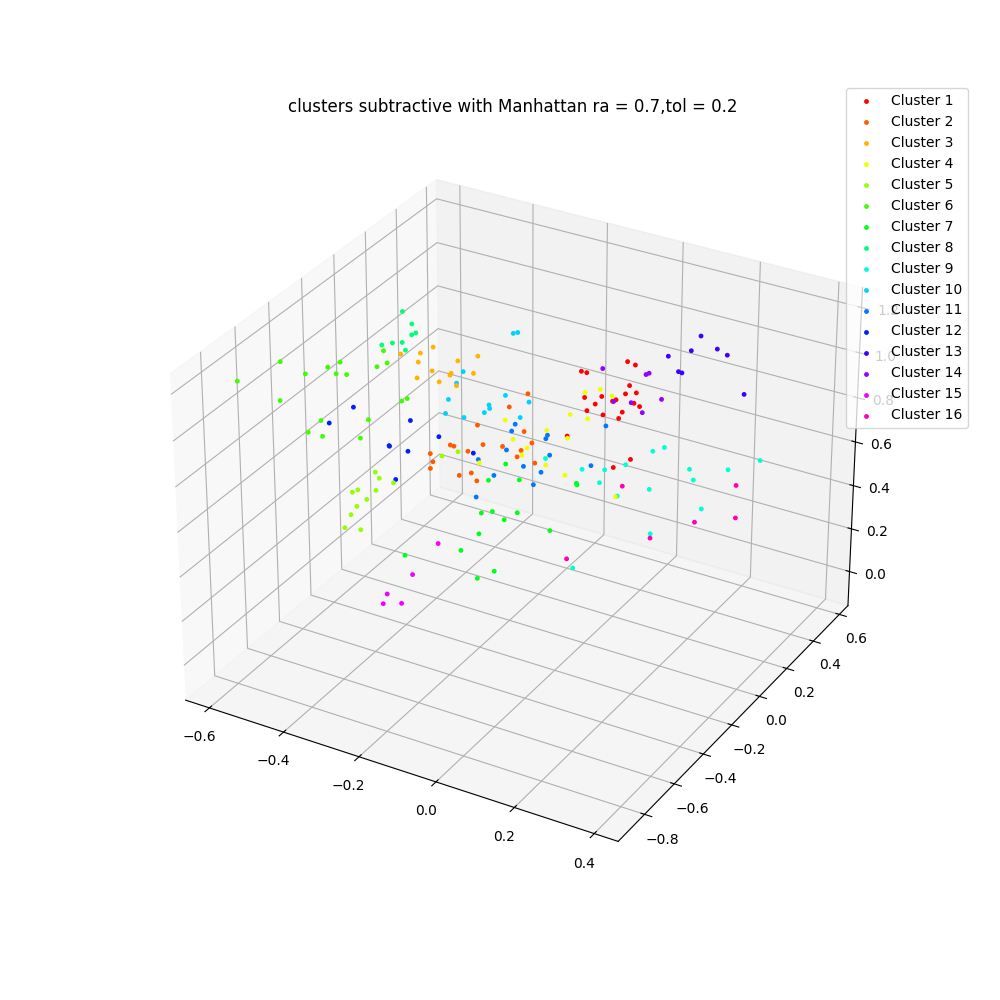 clusters subtractive with Manhattan ra = 0.7,tol = 0.2
Cluster 1
Cluster 2
Cluster 3
Cluster 4
Cluster 5
Cluster 6
Cluster 7
Cluster 8
Cluster 9
Cluster 10
Cluster 11
Cluster 12
Cluster 13
Cluster 14
Cluster 15
Cluster 16
1.0
0.8
0.6
0.4
0.2
0.0
0.6
0.4
0.2
0.0
−0.2
−0.4
−0.6
−0.8
−0.6
−0.4
−0.2
0.0
0.2
0.4